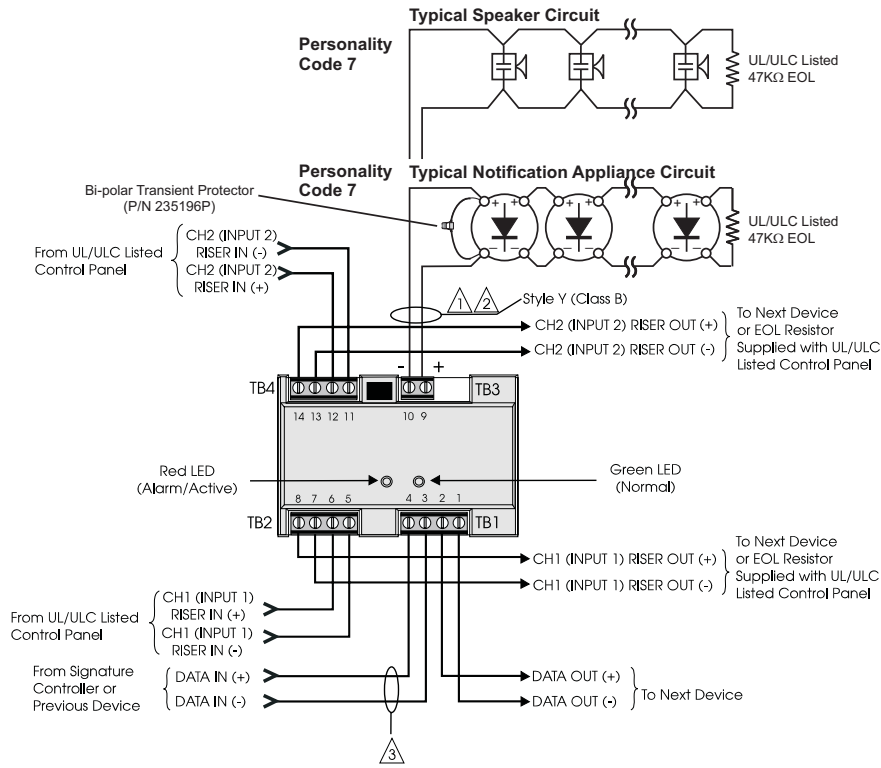 Typical Speaker Circuit
Personality
Code 7
UL/ULC Listed
47KΩ EOL
Personality
Code 7
Typical Notification Appliance Circuit
Bi-polar Transient Protector
(P/N 235196P)
+ +
+ +
+ +
– –
– –
– –
UL/ULC Listed
47KΩ EOL
From UL/ULC Listed
Control Panel
CH2 (INPUT 2)
RISER IN (-)
CH2 (INPUT 2)
RISER IN (+)
1
2
Style Y (Class B)
CH2 (INPUT 2) RISER OUT (+)
CH2 (INPUT 2) RISER OUT (-)
To Next Device
or EOL Resistor
Supplied with UL/ULC
Listed Control Panel
- +
TB4
TB3
14 13 12 11
10 9
Red LED
(Alarm/Active)
Green LED
(Normal)
8 7 6 5
4 3 2 1
TB2
TB1
CH1 (INPUT 1) RISER OUT (+)
CH1 (INPUT 1) RISER OUT (-)
To Next Device
or EOL Resistor
Supplied with UL/ULC
Listed Control Panel
From UL/ULC Listed
Control Panel
CH1 (INPUT 1)
RISER IN (+)
CH1 (INPUT 1)
RISER IN (-)
From Signature
Controller or
Previous Device
DATA IN (+)
DATA IN (-)
DATA OUT (+)
DATA OUT (-)
To Next Device
3